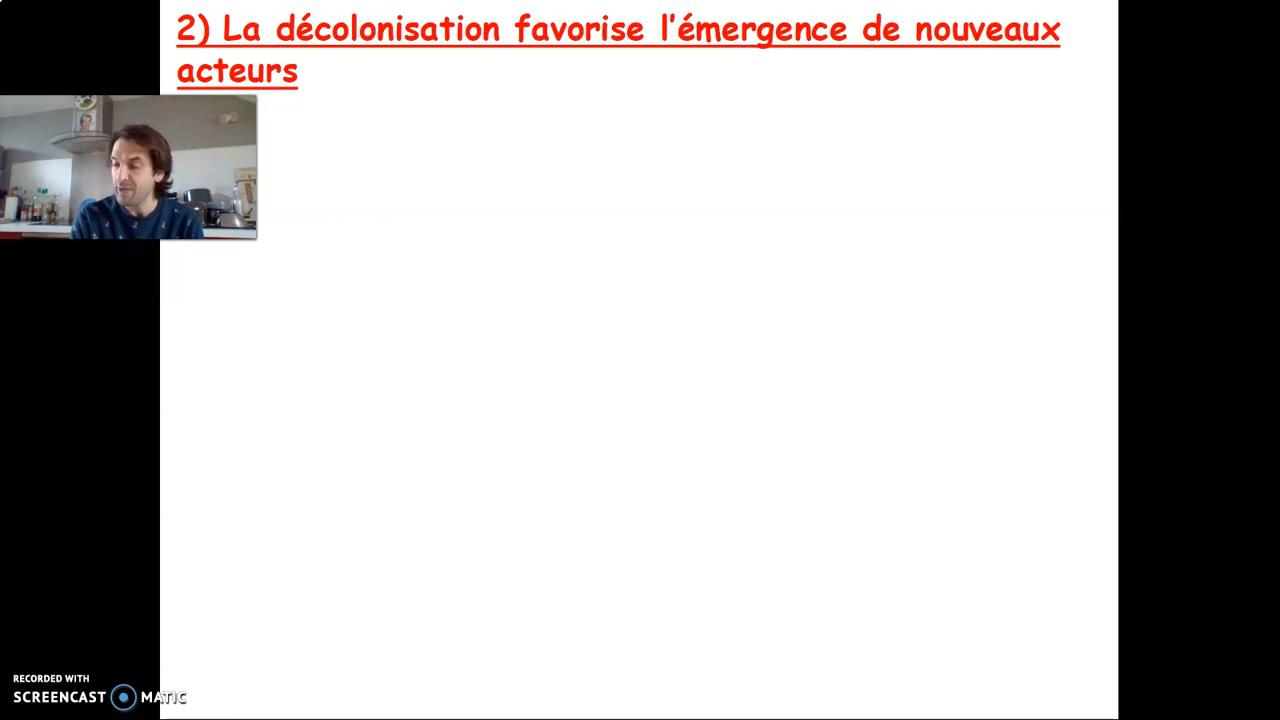 2) La décolonisation favorise l’émergence de nouveaux
acteurs
RECORDED WITH
SCREENCAST MATIC